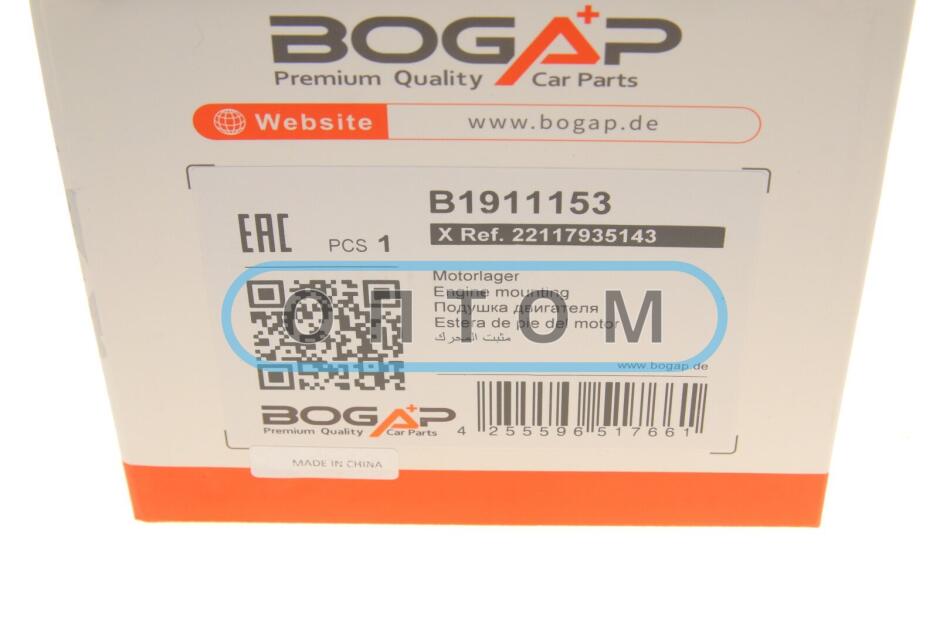 BOGAP
Premium Quality Car Parts
Website www.bogap.de
B1911153
EAC PCS 1
X Ref. 22117935143
Motorlager
Engine mounting
Подушка двигателя
Estera de pie del motor
مثبت المحرك
ОПТОМ
www.bogap.de
BOGAP
Premium Quality Car Parts
4 255596 517661
MADE IN CHINA